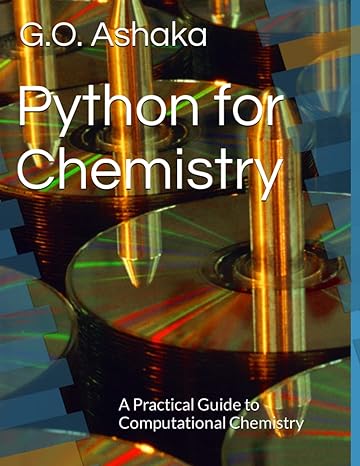 G.O. Ashaka
Python for
Chemistry
A Practical Guide to
Computational Chemistry